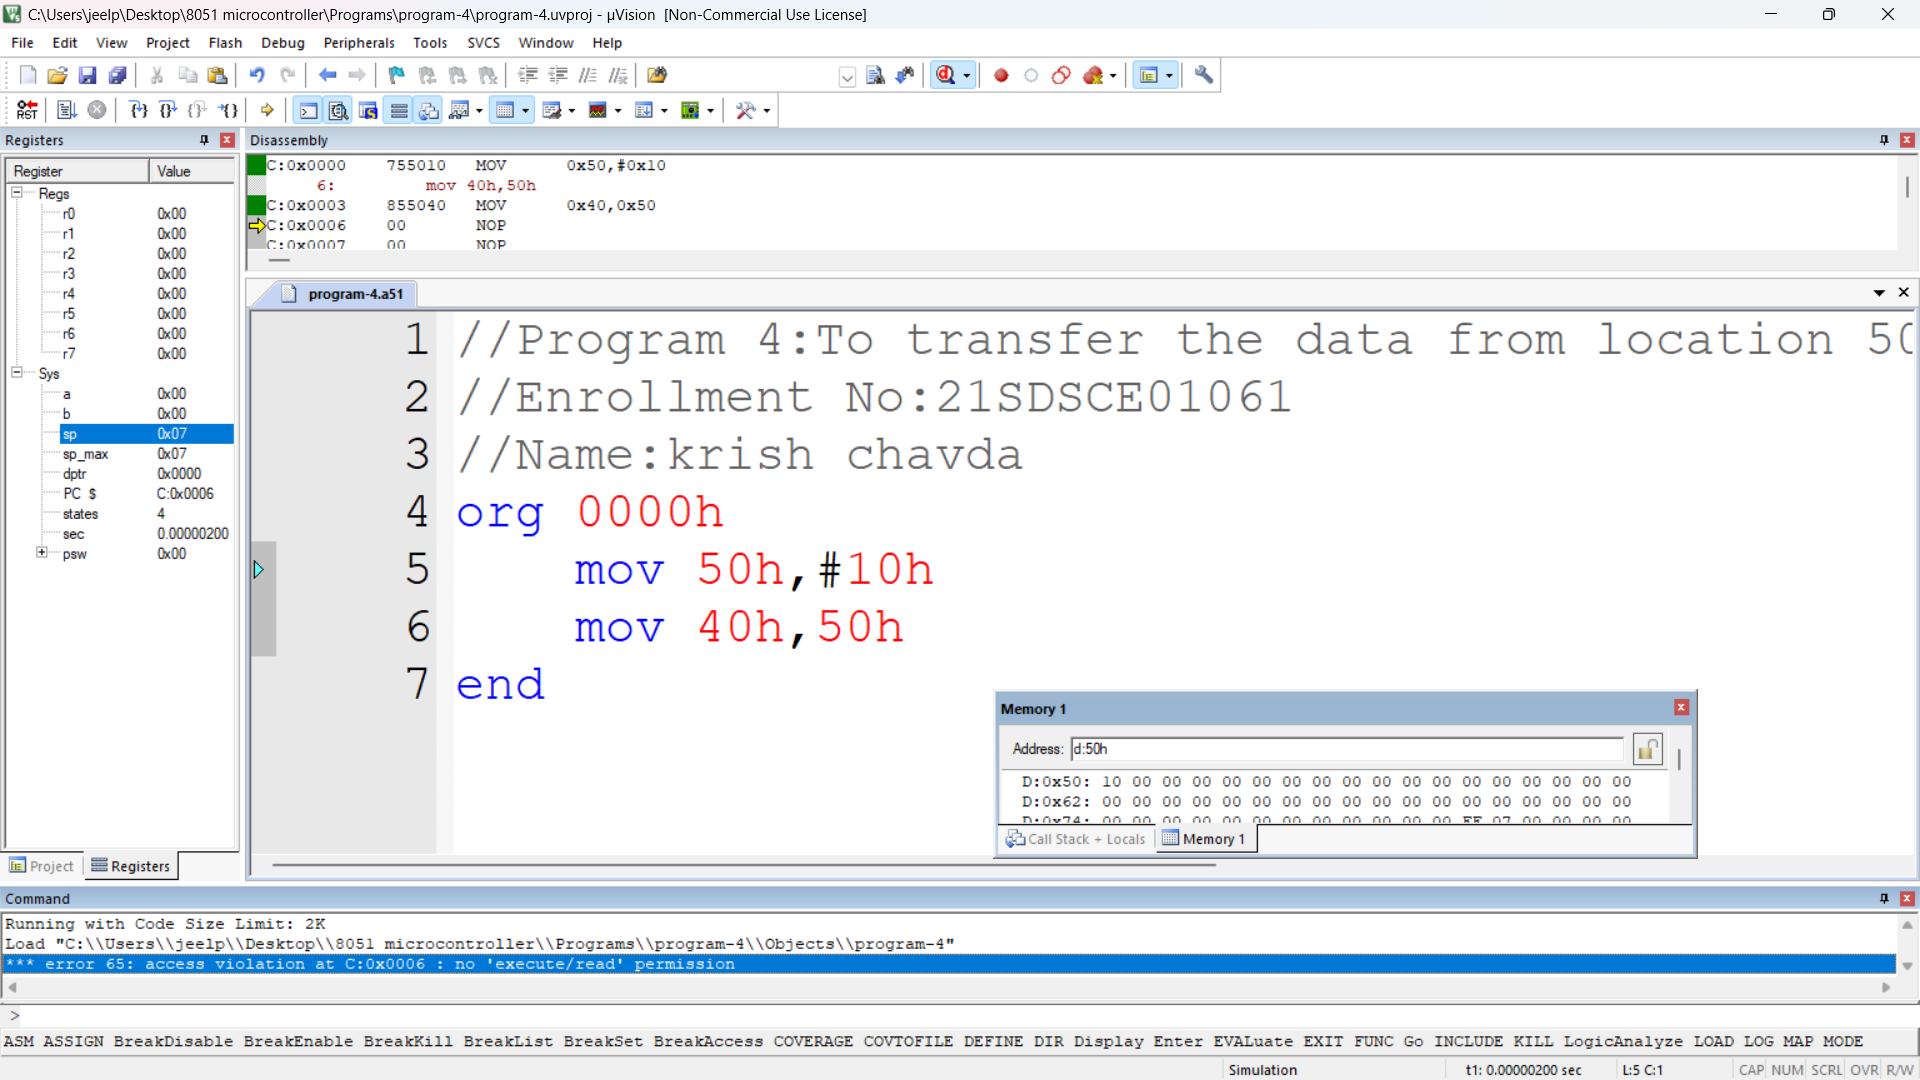 C:\Users\jeelp\Desktop\8051 microcontroller\Programs\program-4\program-4.uvproj - µVision [Non-Commercial Use License]
File Edit View Project Flash Debug Peripherals Tools SVCS Window Help
Registers
Register Value
Regs
r0 0x00
r1 0x00
r2 0x00
r3 0x00
r4 0x00
r5 0x00
r6 0x00
r7 0x00
Sys
a 0x00
b 0x00
sp 0x07
sp_max 0x07
dptr 0x0000
PC $ C:0x0006
states 4
sec 0.00000200
psw 0x00
Project Registers
Disassembly
C:0x0000 755010 MOV 0x50,#0x10
6: mov 40h,50h
C:0x0003 855040 MOV 0x40,0x50
C:0x0006 00 NOP
C:0x0007 00 NOP
program-4.a51
1 //Program 4:To transfer the data from location 50
2 //Enrollment No:21SDSCE01061
3 //Name:krish chavda
4 org 0000h
5 mov 50h,#10h
6 mov 40h,50h
7 end
Memory 1
Address: d:50h
D:0x50: 10 00 00 00 00 00 00 00 00 00 00 00 00 00 00 00 00 00
D:0x62: 00 00 00 00 00 00 00 00 00 00 00 00 00 00 00 00 00 00
D:0x74: 00 00 00 00 00 00 00 00 00 00 00 00 FF 07 00 00 00 00
Call Stack + Locals Memory 1
Command
Running with Code Size Limit: 2K
Load "C:\\Users\\jeelp\\Desktop\\8051 microcontroller\\Programs\\program-4\\Objects\\program-4"
*** error 65: access violation at C:0x0006 : no 'execute/read' permission
>
ASM ASSIGN BreakDisable BreakEnable BreakKill BreakList BreakSet BreakAccess COVERAGE COVTOFILE DEFINE DIR Display Enter EVALuate EXIT FUNC Go INCLUDE KILL LogicAnalyze LOAD LOG MAP MODE
Simulation t1: 0.00000200 sec L:5 C:1 CAP NUM SCRL OVR R/W